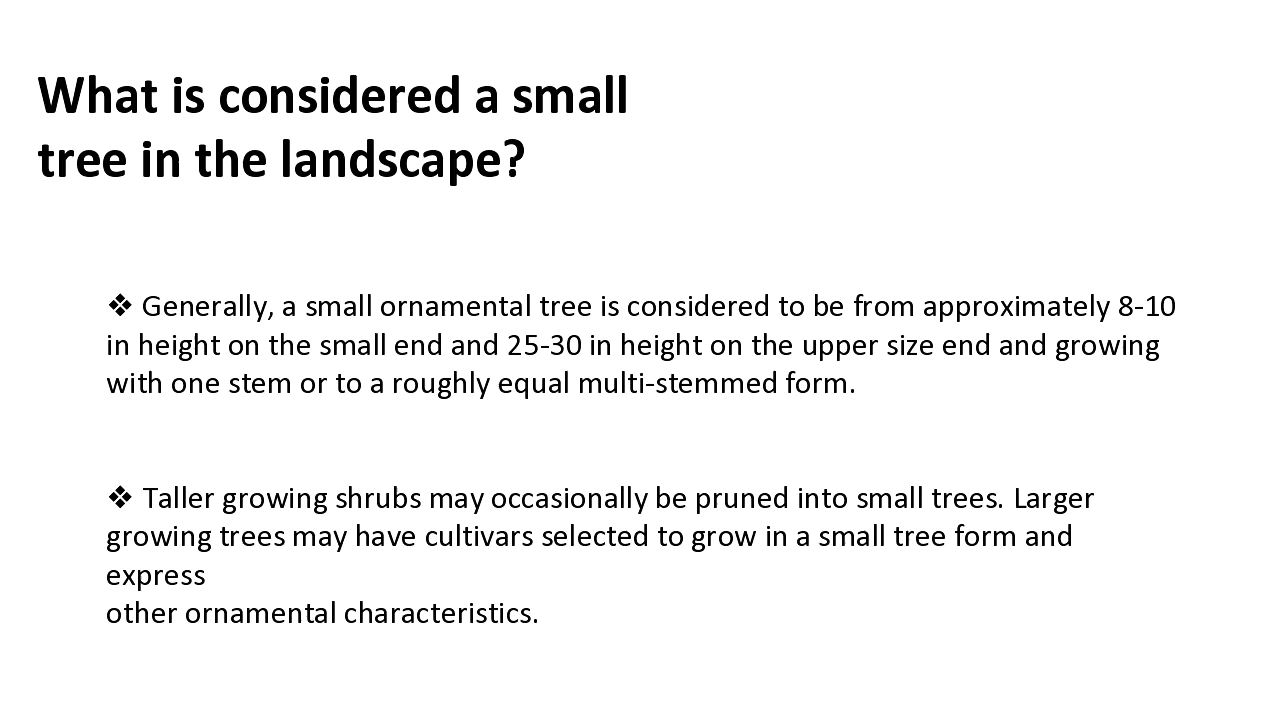 What is considered a small
tree in the landscape?
❖ Generally, a small ornamental tree is considered to be from approximately 8-10
in height on the small end and 25-30 in height on the upper size end and growing
with one stem or to a roughly equal multi-stemmed form.
❖ Taller growing shrubs may occasionally be pruned into small trees. Larger
growing trees may have cultivars selected to grow in a small tree form and
express
other ornamental characteristics.